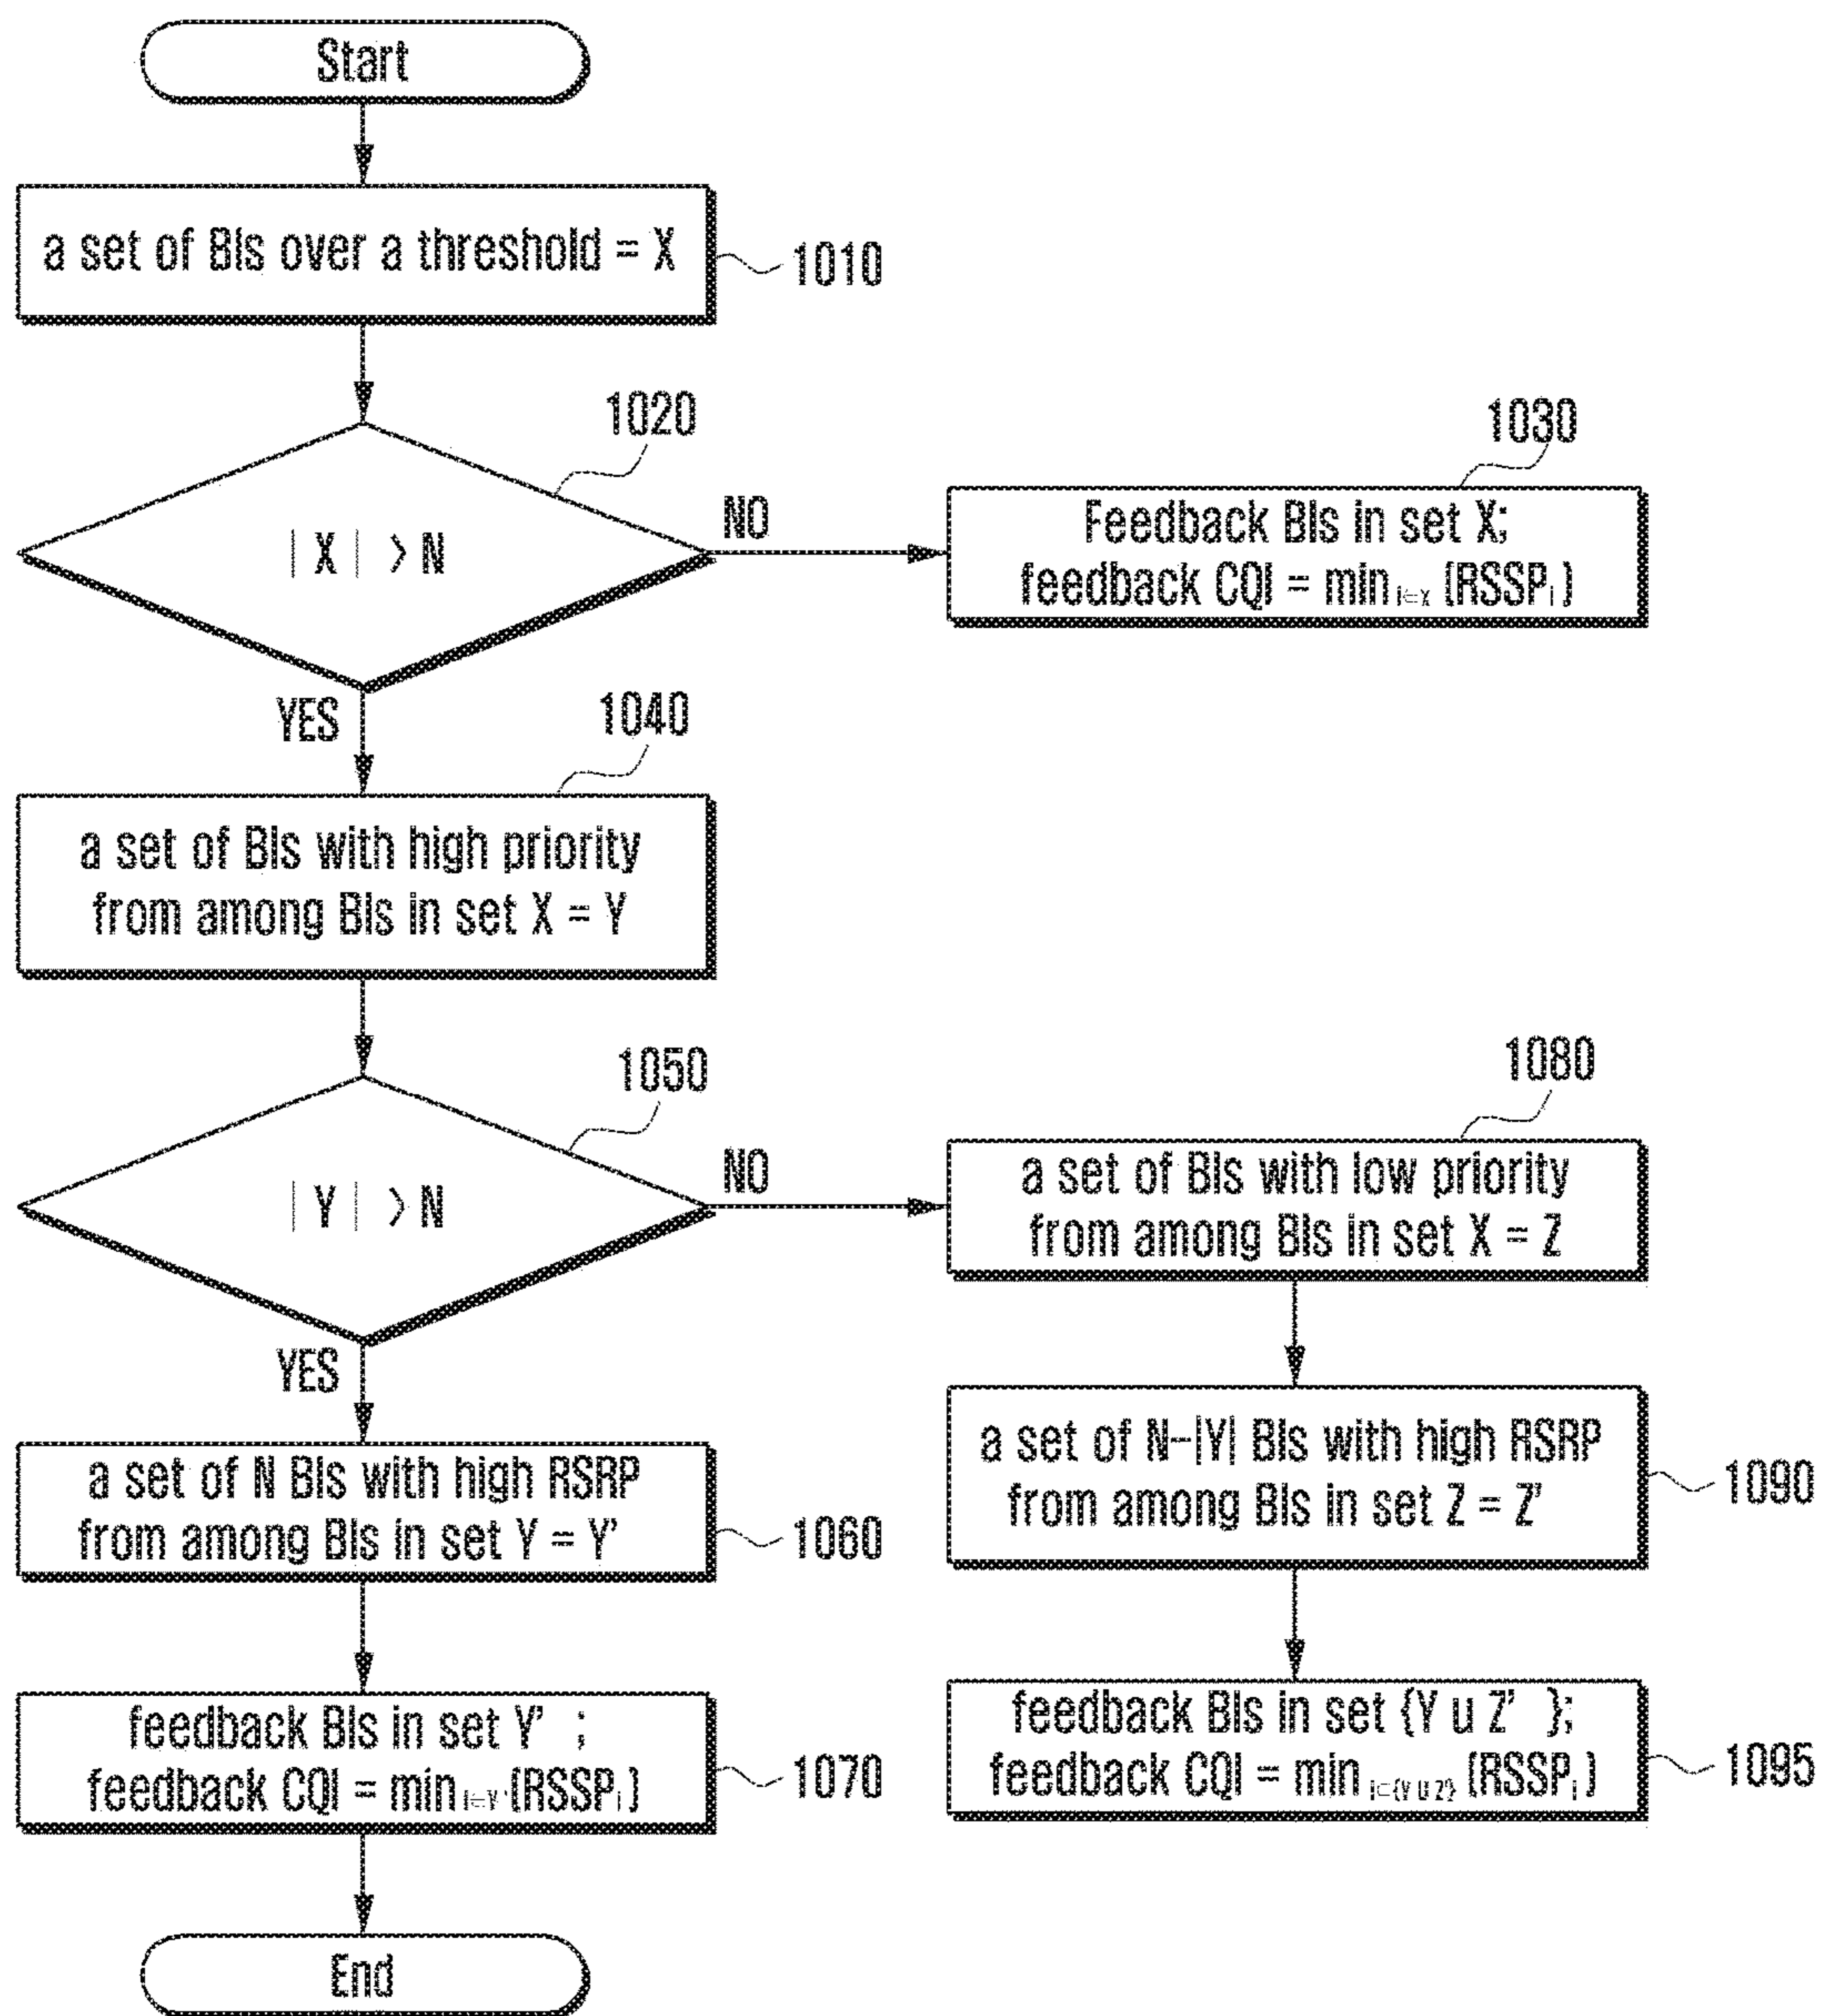 Start
a set of BIs over a threshold = X
1010
1020
| X | > N
NO
1030
Feedback BIs in set X;
feedback CQI = min i∈X {RSSPi}
YES
1040
a set of BIs with high priority
from among BIs in set X = Y
1050
| Y | > N
NO
1080
a set of BIs with low priority
from among BIs in set X = Z
YES
a set of N BIs with high RSRP
from among BIs in set Y = Y'
1060
a set of N-|Y| BIs with high RSRP
from among BIs in set Z = Z'
1090
feedback BIs in set Y' ;
feedback CQI = min i∈Y' {RSSPi}
1070
feedback BIs in set {Y u Z' };
feedback CQI = min i⊂{Y U Z'} {RSSPi}
1095
End